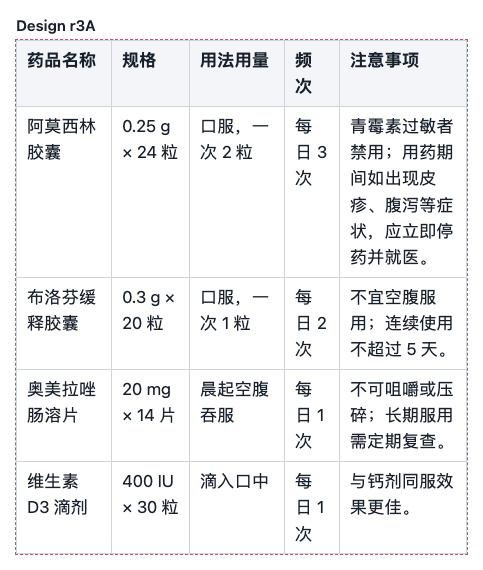 Design r3A
药品名称 规格 用法用量 频
次 注意事项
阿莫西林
胶囊
0.25 g
× 24 粒
口服，一
次 2 粒
每
日 3
次
青霉素过敏者
禁用；用药期
间如出现皮
疹、腹泻等症
状，应立即停
药并就医。
布洛芬缓
释胶囊
0.3 g ×
20 粒
口服，一
次 1 粒
每
日 2
次
不宜空腹服
用；连续使用
不超过 5 天。
奥美拉唑
肠溶片
20 mg
× 14 片
晨起空腹
吞服
每
日 1
次
不可咀嚼或压
碎；长期服用
需定期复查。
维生素
D3 滴剂
400 IU
× 30 粒
滴入口中
每
日 1
次
与钙剂同服效
果更佳。